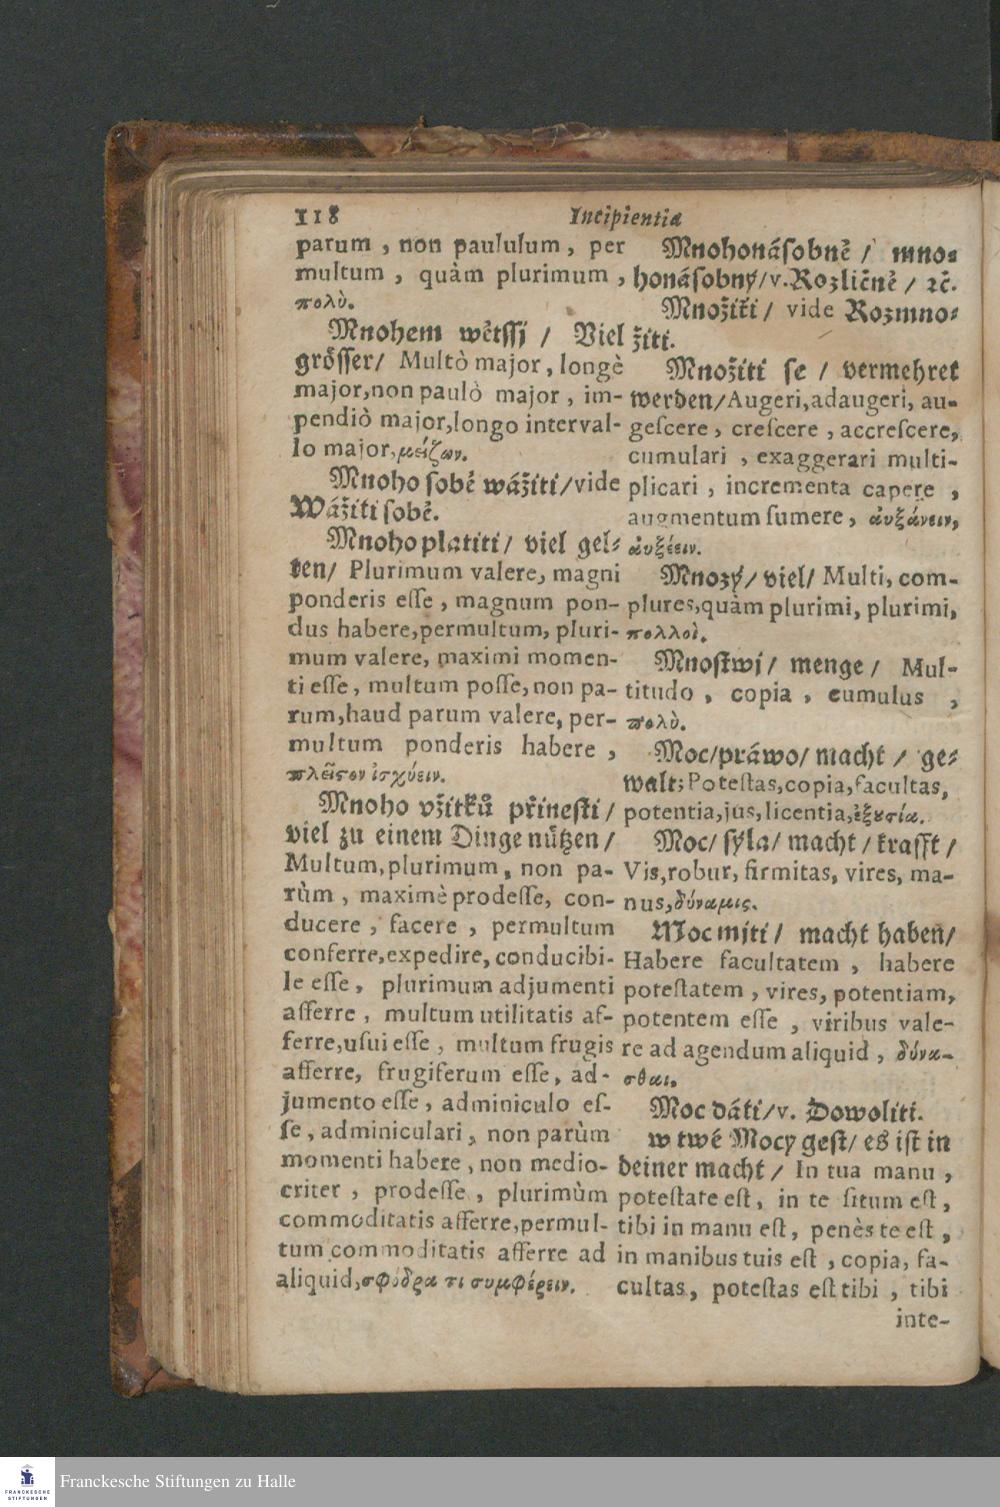 118 Incipientia
parum , non paululum , per
multum , quàm plurimum ,
πολὺ.
Mnohem wětſſj / Viel
gröſſer/ Multò major, longè
major,non paulò major , im-
pendiò major,longo interval-
lo major,μείζων.
Mnoho ſobě wážiti/vide
Wážiti ſobě.
Mnoho platiti/ viel gel-
ten/ Plurimum valere, magni
ponderis eſſe , magnum pon-
dus habere,permultum, pluri-
mum valere, maximi momen-
ti eſſe, multum poſſe,non pa-
rum,haud parum valere, per-
multum ponderis habere ,
πλεῖστον ἰσχύειν.
Mnoho vžitků přineſti/
viel zu einem Dinge nützen/
Multum,plurimum , non pa-
rùm , maximè prodeſſe, con-
ducere , facere , permultum
conferre,expedire, conducibi-
le eſſe, plurimum adjumenti
afferre , multum utilitatis af-
ferre,uſui eſſe , multum frugis
afferre, frugiferum eſſe, ad-
jumento eſſe, adminiculo eſ-
ſe, adminiculari, non parùm
momenti habere, non medio-
criter , prodeſſe , plurimùm
commoditatis afferre,permul-
tum commoditatis afferre ad
aliquid,σφόδρα τι συμφέρειν.
Mnohonáſobně / mno-
honáſobný/v.Rozličně / ꝛč.
Množiti/ vide Rozmno-
žiti.
Množiti ſe / vermehret
werden/Augeri,adaugeri, au-
geſcere, creſcere , accreſcere,
cumulari , exaggerari multi-
plicari , incrementa capere ,
augmentum ſumere, ἀυξάνειν,
ἀυξέειν.
Mnozý/ viel/ Multi, com-
plures,quàm plurimi, plurimi,
πολλοὶ.
Mnoſtwj/ menge / Mul-
titudo , copia , cumulus ,
πολὺ.
Moc/práwo/ macht / ge-
walt; Poteſtas,copia,facultas,
potentia,jus,licentia,ἐξουσία.
Moc/ ſýla/ macht / krafft /
Vis,robur, firmitas, vires, ma-
nus,δύναμις.
Moc mjti/ macht haben/
Habere facultatem , habere
poteſtatem , vires, potentiam,
potentem eſſe , viribus vale-
re ad agendum aliquid , δύνα-
σθαι.
Moc dáti/v. Dowoliti.
w twé Mocy geſt/ es iſt in
deiner macht / In tua manu ,
poteſtate eſt, in te ſitum eſt,
tibi in manu eſt, penès te eſt ,
in manibus tuis eſt , copia, fa-
cultas, poteſtas eſt tibi , tibi
inte-
FRANCKESCHE
STIFTUNGEN
Franckesche Stiftungen zu Halle